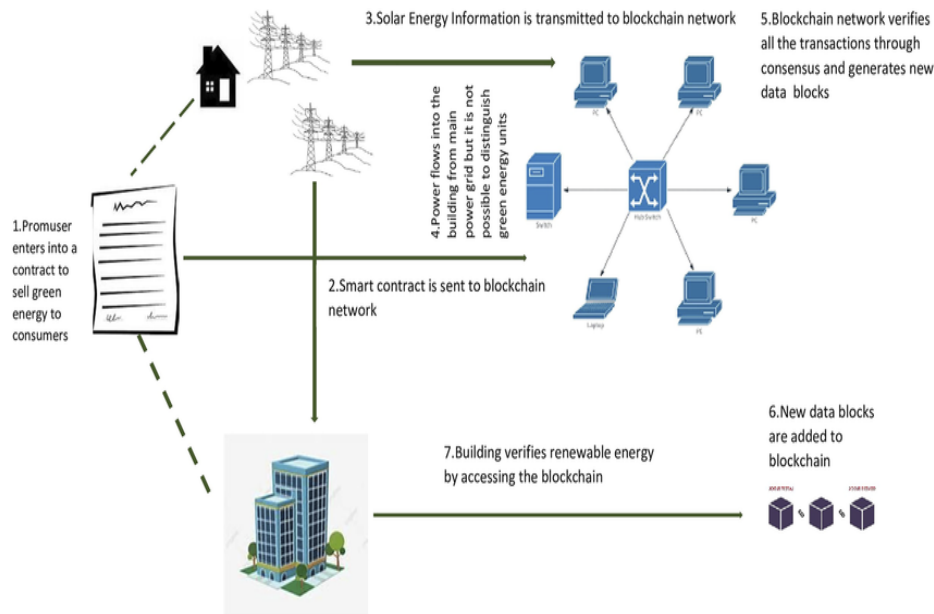 3.Solar Energy Information is transmitted to blockchain network
5.Blockchain network verifies
all the transactions through
consensus and generates new
data blocks
4.Power flows into the
building from main
power grid but it is not
possible to distinguish
green energy units
PC
PC
Switch
Hub/Switch
PC
Laptop
PC
1.Promuser
enters into a
contract to
sell green
energy to
consumers
2.Smart contract is sent to blockchain
network
6.New data blocks
are added to
blockchain
7.Building verifies renewable energy
by accessing the blockchain